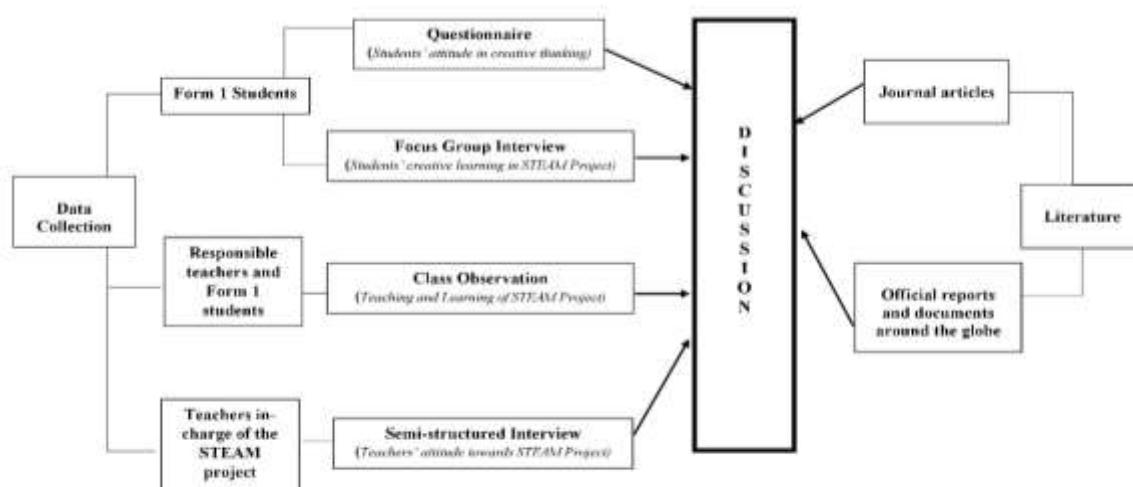 Questionnaire
(Students' attitude in creative thinking)
Form 1 Students
Focus Group Interview
(Students' creative learning in STEAM Project)
Data
Collection
Responsible
teachers and
Form 1
students
Class Observation
(Teaching and Learning of STEAM Project)
Teachers in-
charge of the
STEAM
project
Semi-structured Interview
(Teachers' attitude towards STEAM Project)
D
I
S
C
U
S
S
I
O
N
Journal articles
Literature
Official reports
and documents
around the globe